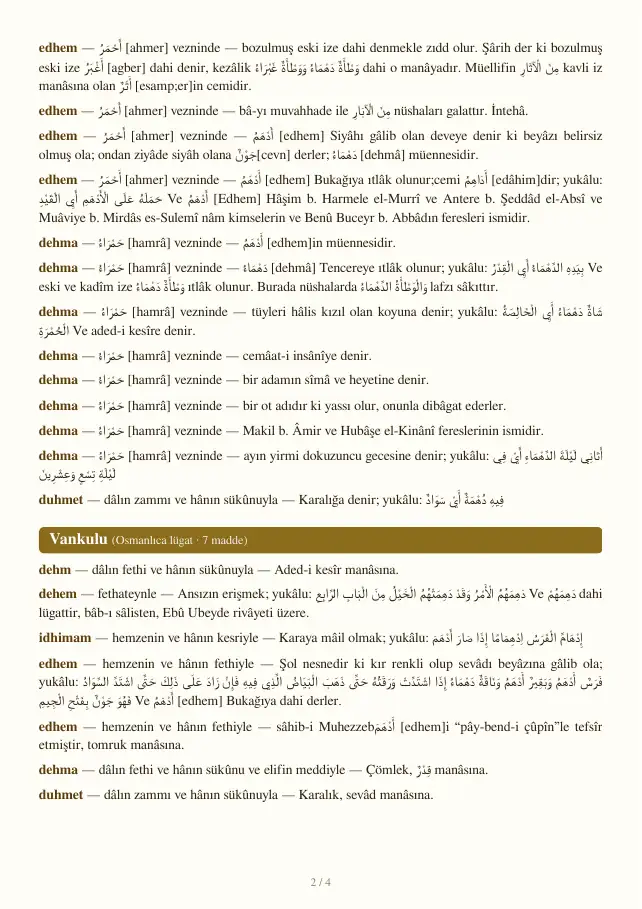 edhem — أَحْمَرُ [ahmer] vezninde — bozulmuş eski ize dahi denmekle zıdd olur. Şârih der ki bozulmuş
eski ize أَغْبَرُ [agber] dahi denir, kezâlik وَطْأَةٌ دَهْمَاءُ وَوَطْأَةٌ غَبْرَاءُ dahi o manâyadır. Müellifin مِنَ الْآثَارِ kavli iz
manâsına olan أَثَرٌ [esamp;er]in cemidir.
edhem — أَحْمَرُ [ahmer] vezninde — bâ-yı muvahhade ile مِنَ الْآبَارِ nüshaları galattır. İntehâ.
edhem — أَحْمَرُ [ahmer] vezninde — أَدْهَمُ [edhem] Siyâhı gâlib olan deveye denir ki beyâzı belirsiz
olmuş ola; ondan ziyâde siyâh olana جَوْنٌ[cevn] derler; دَهْمَاءُ [dehmâ] müennesidir.
edhem — أَحْمَرُ [ahmer] vezninde — أَدْهَمُ [edhem] Bukağıya ıtlâk olunur;cemi أَدَاهِمُ [edâhim]dir; yukâlu:
حَمَلَهُ عَلَى الْأَدْهَمِ أَيِ الْقَيْدِ Ve أَدْهَمُ [Edhem] Hâşim b. Harmele el-Murrî ve Antere b. Şeddâd el-Absî ve
Muâviye b. Mirdâs es-Sulemî nâm kimselerin ve Benû Buceyr b. Abbâdın feresleri ismidir.
dehma — حَمْرَاءُ [hamrâ] vezninde — أَدْهَمُ [edhem]in müennesidir.
dehma — حَمْرَاءُ [hamrâ] vezninde — دَهْمَاءُ [dehmâ] Tencereye ıtlâk olunur; yukâlu: بِيَدِهِ الدَّهْمَاءُ أَيِ الْقِدْرُ Ve
eski ve kadîm ize وَطْأَةٌ دَهْمَاءُ ıtlâk olunur. Burada nüshalarda وَالْوَطْأَةُ الدَّهْمَاءُ lafzı sâkıttır.
dehma — حَمْرَاءُ [hamrâ] vezninde — tüyleri hâlis kızıl olan koyuna denir; yukâlu: شَاةٌ دَهْمَاءُ أَيِ الْخَالِصَةُ
الْحُمْرَةِ Ve aded-i kesîre denir.
dehma — حَمْرَاءُ [hamrâ] vezninde — cemâat-i insânîye denir.
dehma — حَمْرَاءُ [hamrâ] vezninde — bir adamın sîmâ ve heyetine denir.
dehma — حَمْرَاءُ [hamrâ] vezninde — bir ot adıdır ki yassı olur, onunla dibâgat ederler.
dehma — حَمْرَاءُ [hamrâ] vezninde — Makil b. Âmir ve Hubâşe el-Kinânî fereslerinin ismidir.
dehma — حَمْرَاءُ [hamrâ] vezninde — ayın yirmi dokuzuncu gecesine denir; yukâlu: أَتَانِي لَيْلَةَ الدَّهْمَاءِ أَيْ فِي
لَيْلَةِ تِسْعٍ وَعِشْرِينَ
duhmet — dâlın zammı ve hânın sükûnuyla — Karalığa denir; yukâlu: فِيهِ دُهْمَةٌ أَيْ سَوَادٌ
Vankulu (Osmanlıca lügat · 7 madde)
dehm — dâlın fethi ve hânın sükûnuyla — Aded-i kesîr manâsına.
dehem — fethateynle — Ansızın erişmek; yukâlu: دَهِمَهُمُ الْأَمْرُ وَقَدْ دَهِمَتْهُمُ الْخَيْلُ مِنَ الْبَابِ الرَّابِعِ Ve دَهَمَهُمْ dahi
lügattir, bâb-ı sâlisten, Ebû Ubeyde rivâyeti üzere.
idhimam — hemzenin ve hânın kesriyle — Karaya mâil olmak; yukâlu: إِدْهَامَّ الْفَرَسُ إِدْهِمَامًا إِذَا صَارَ أَدْهَمَ
edhem — hemzenin ve hânın fethiyle — Şol nesnedir ki kır renkli olup sevâdı beyâzına gâlib ola;
yukâlu: فَرَسٌ أَدْهَمُ وَبَعِيرٌ أَدْهَمُ وَنَاقَةٌ دَهْمَاءُ إِذَا اشْتَدَّتْ وَرَقَتُهُ حَتَّى ذَهَبَ الْبَيَاضُ الَّذِي فِيهِ فَإِنْ زَادَ عَلَى ذَلِكَ حَتَّى اشْتَدَّ السَّوَادُ
فَهُوَ جَوْنٌ بِفَتْحِ الْجِيمِ Ve أَدْهَمُ [edhem] Bukağıya dahi derler.
edhem — hemzenin ve hânın fethiyle — sâhib-i Muhezzebأَدْهَمُ [edhem]i “pây-bend-i çûpîn”le tefsîr
etmiştir, tomruk manâsına.
dehma — dâlın fethi ve hânın sükûnu ve elifin meddiyle — Çömlek, قِدْرٌ manâsına.
duhmet — dâlın zammı ve hânın sükûnuyla — Karalık, sevâd manâsına.
2 / 4